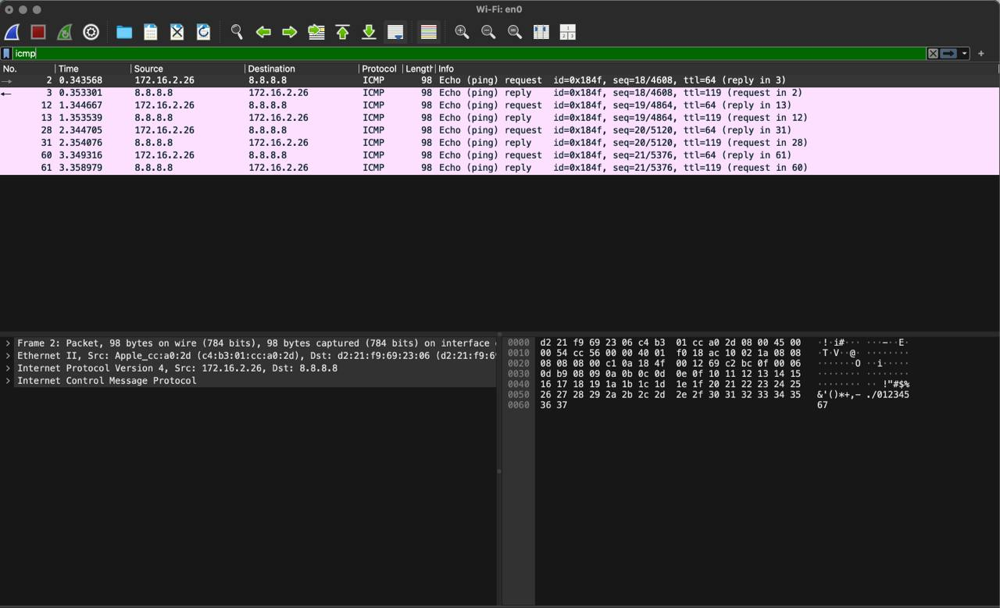 Wi-Fi: en0
icmp
No. Time Source Destination Protocol Length Info
2 0.343568 172.16.2.26 8.8.8.8 ICMP 98 Echo (ping) request id=0x184f, seq=18/4608, ttl=64 (reply in 3)
3 0.353301 8.8.8.8 172.16.2.26 ICMP 98 Echo (ping) reply id=0x184f, seq=18/4608, ttl=119 (request in 2)
12 1.344667 172.16.2.26 8.8.8.8 ICMP 98 Echo (ping) request id=0x184f, seq=19/4864, ttl=64 (reply in 13)
13 1.353539 8.8.8.8 172.16.2.26 ICMP 98 Echo (ping) reply id=0x184f, seq=19/4864, ttl=119 (request in 12)
28 2.344705 172.16.2.26 8.8.8.8 ICMP 98 Echo (ping) request id=0x184f, seq=20/5120, ttl=64 (reply in 31)
31 2.354076 8.8.8.8 172.16.2.26 ICMP 98 Echo (ping) reply id=0x184f, seq=20/5120, ttl=119 (request in 28)
60 3.349316 172.16.2.26 8.8.8.8 ICMP 98 Echo (ping) request id=0x184f, seq=21/5376, ttl=64 (reply in 61)
61 3.358979 8.8.8.8 172.16.2.26 ICMP 98 Echo (ping) reply id=0x184f, seq=21/5376, ttl=119 (request in 60)
Frame 2: Packet, 98 bytes on wire (784 bits), 98 bytes captured (784 bits) on interface
Ethernet II, Src: Apple_cc:a0:2d (c4:b3:01:cc:a0:2d), Dst: d2:21:f9:69:23:06 (d2:21:f9:6
Internet Protocol Version 4, Src: 172.16.2.26, Dst: 8.8.8.8
Internet Control Message Protocol
0000 d2 21 f9 69 23 06 c4 b3 01 cc a0 2d 08 00 45 00 ·!·i#··· ···-··E·
0010 00 54 cc 56 00 00 40 01 f0 18 ac 10 02 1a 08 08 ·T·V··@· ········
0020 08 08 08 00 c1 0a 18 4f 00 12 69 c2 bc 0f 00 06 ·······O ··i·····
0030 0d b9 08 09 0a 0b 0c 0d 0e 0f 10 11 12 13 14 15 ········ ········
0040 16 17 18 19 1a 1b 1c 1d 1e 1f 20 21 22 23 24 25 ········ ·· !"#$%
0050 26 27 28 29 2a 2b 2c 2d 2e 2f 30 31 32 33 34 35 &'()*+,- ./012345
0060 36 37 67